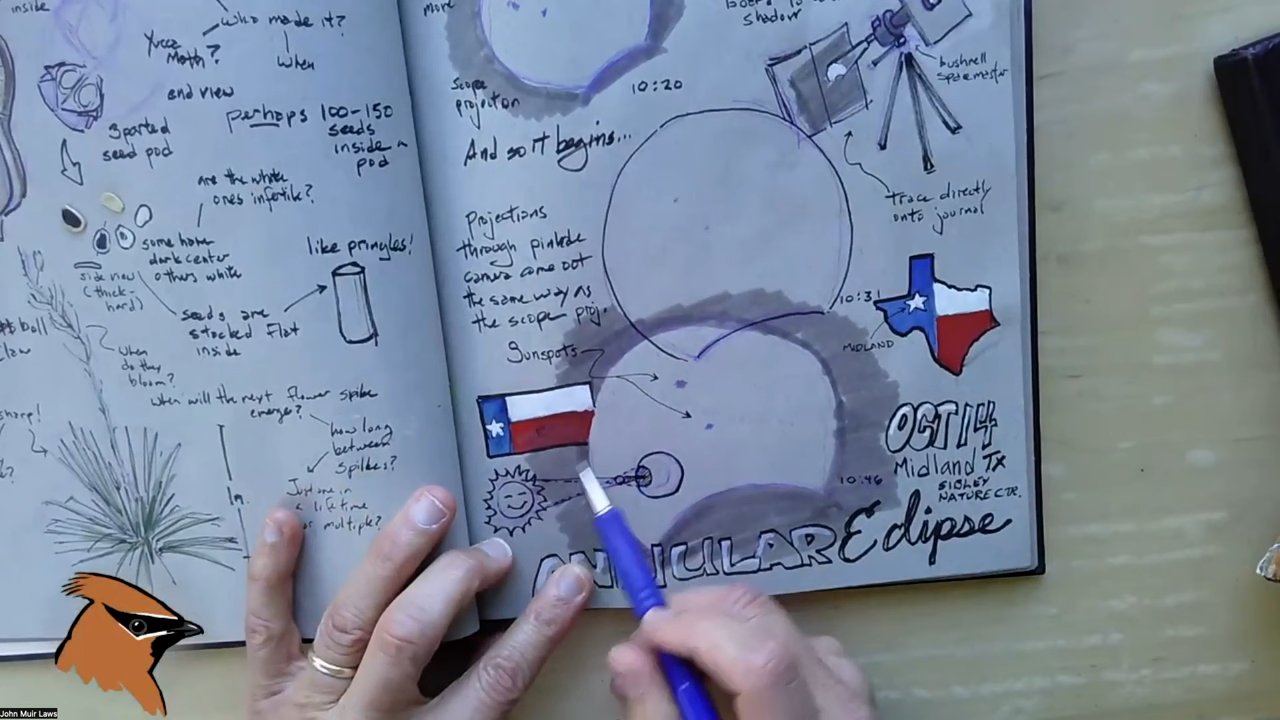 inside
who made it?
Yucca
Moth?
when
end view
Sported
seed pod
perhaps 100-150
seeds
inside
pod
are the white
ones infertile?
some have
dark center
others white
side view
(thick-
hard)
like pringles!
seeds are
stacked flat
inside
ball
when
do they
bloom?
when will the next flower spike
emerge?
how long
between
spikes?
sharp!
Just one in
a lifetime
or multiple?
more
shadow
Scope
projection
10:20
bushnell
spacemaster
And so it begins...
trace directly
onto journal
Projections
through pinhole
camera came out
the same way as
the scope proj.
10:31
MIDLAND
Sunspots
OCT 14
Midland TX
SIBLEY
NATURE CTR.
10:46
ANNULAR Eclipse
John Muir Laws